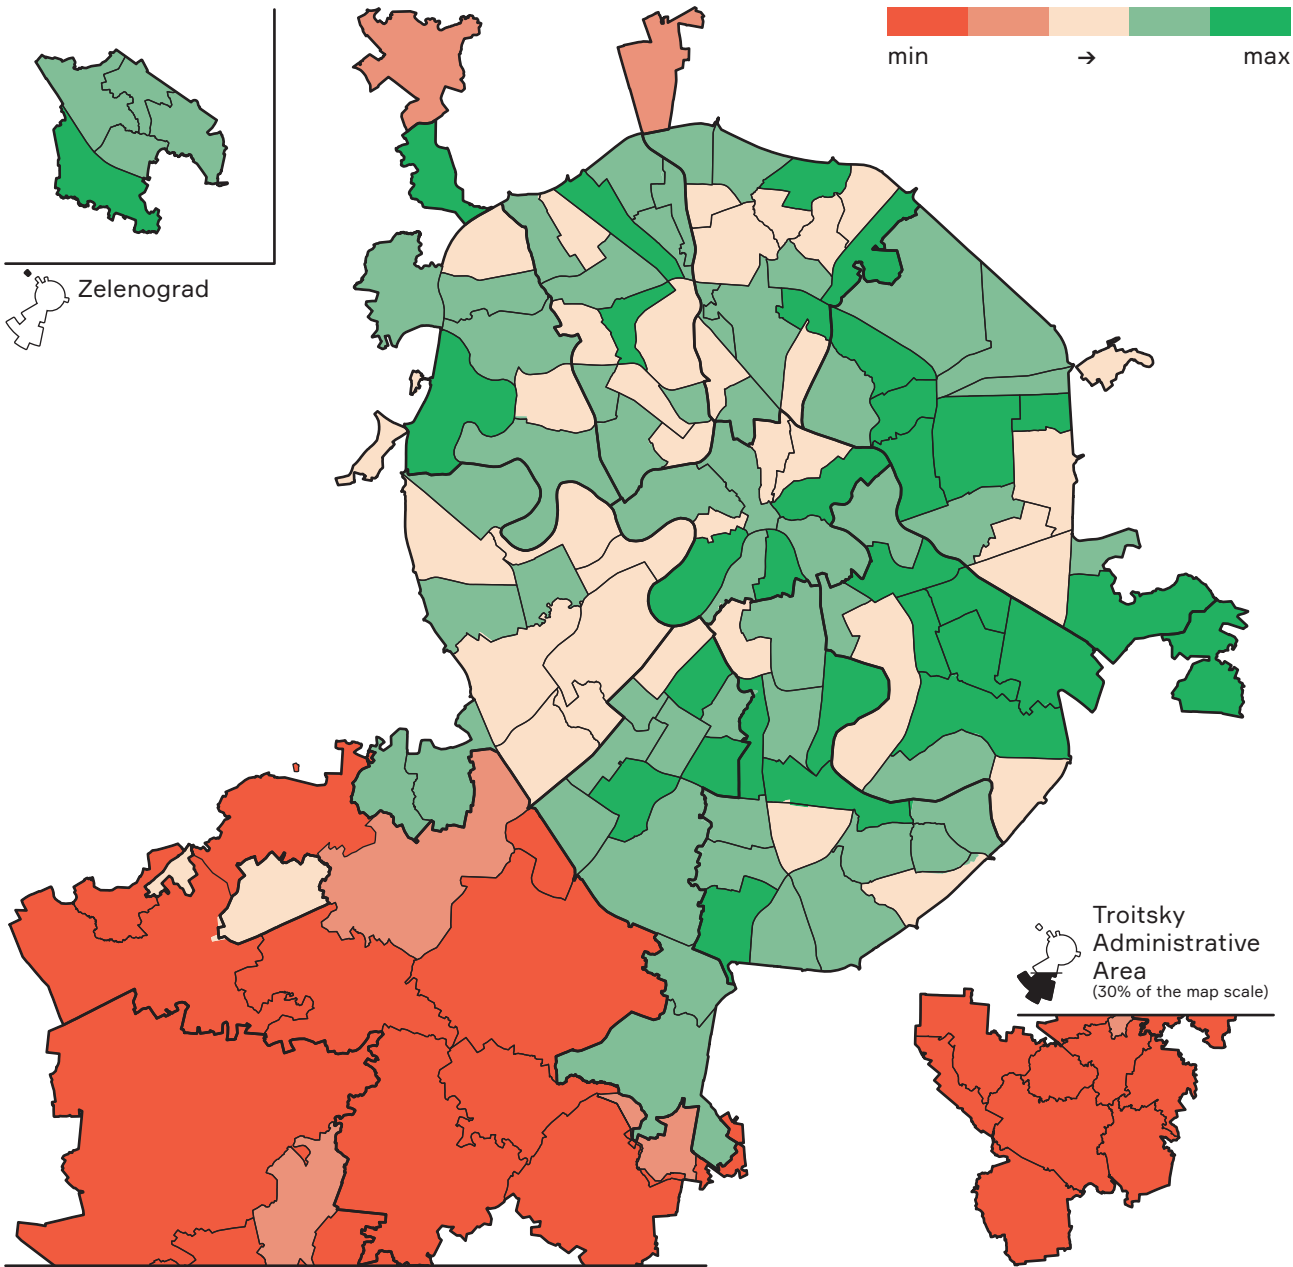 min → max
Zelenograd
Troitsky
Administrative
Area
(30% of the map scale)